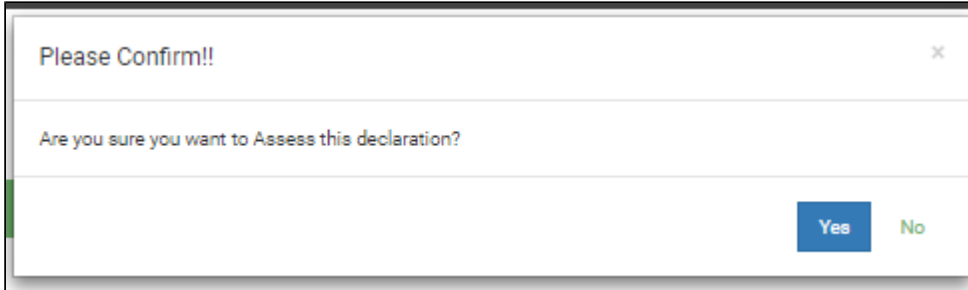 Please Confirm!!
×
Are you sure you want to Assess this declaration?
Yes No